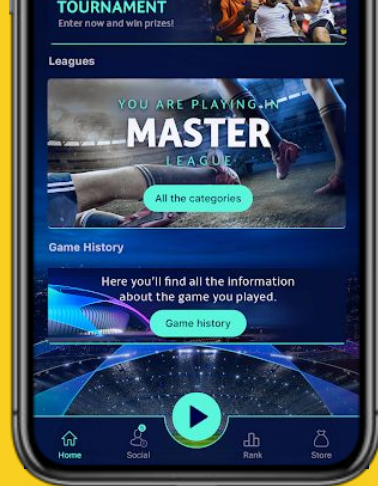 TOURNAMENT
Enter now and win prizes!
Leagues
YOU ARE PLAYING IN
MASTER
LEAGUE
All the categories
Game History
Here you'll find all the information
about the game you played.
Game history
Home
Social
Rank
Store